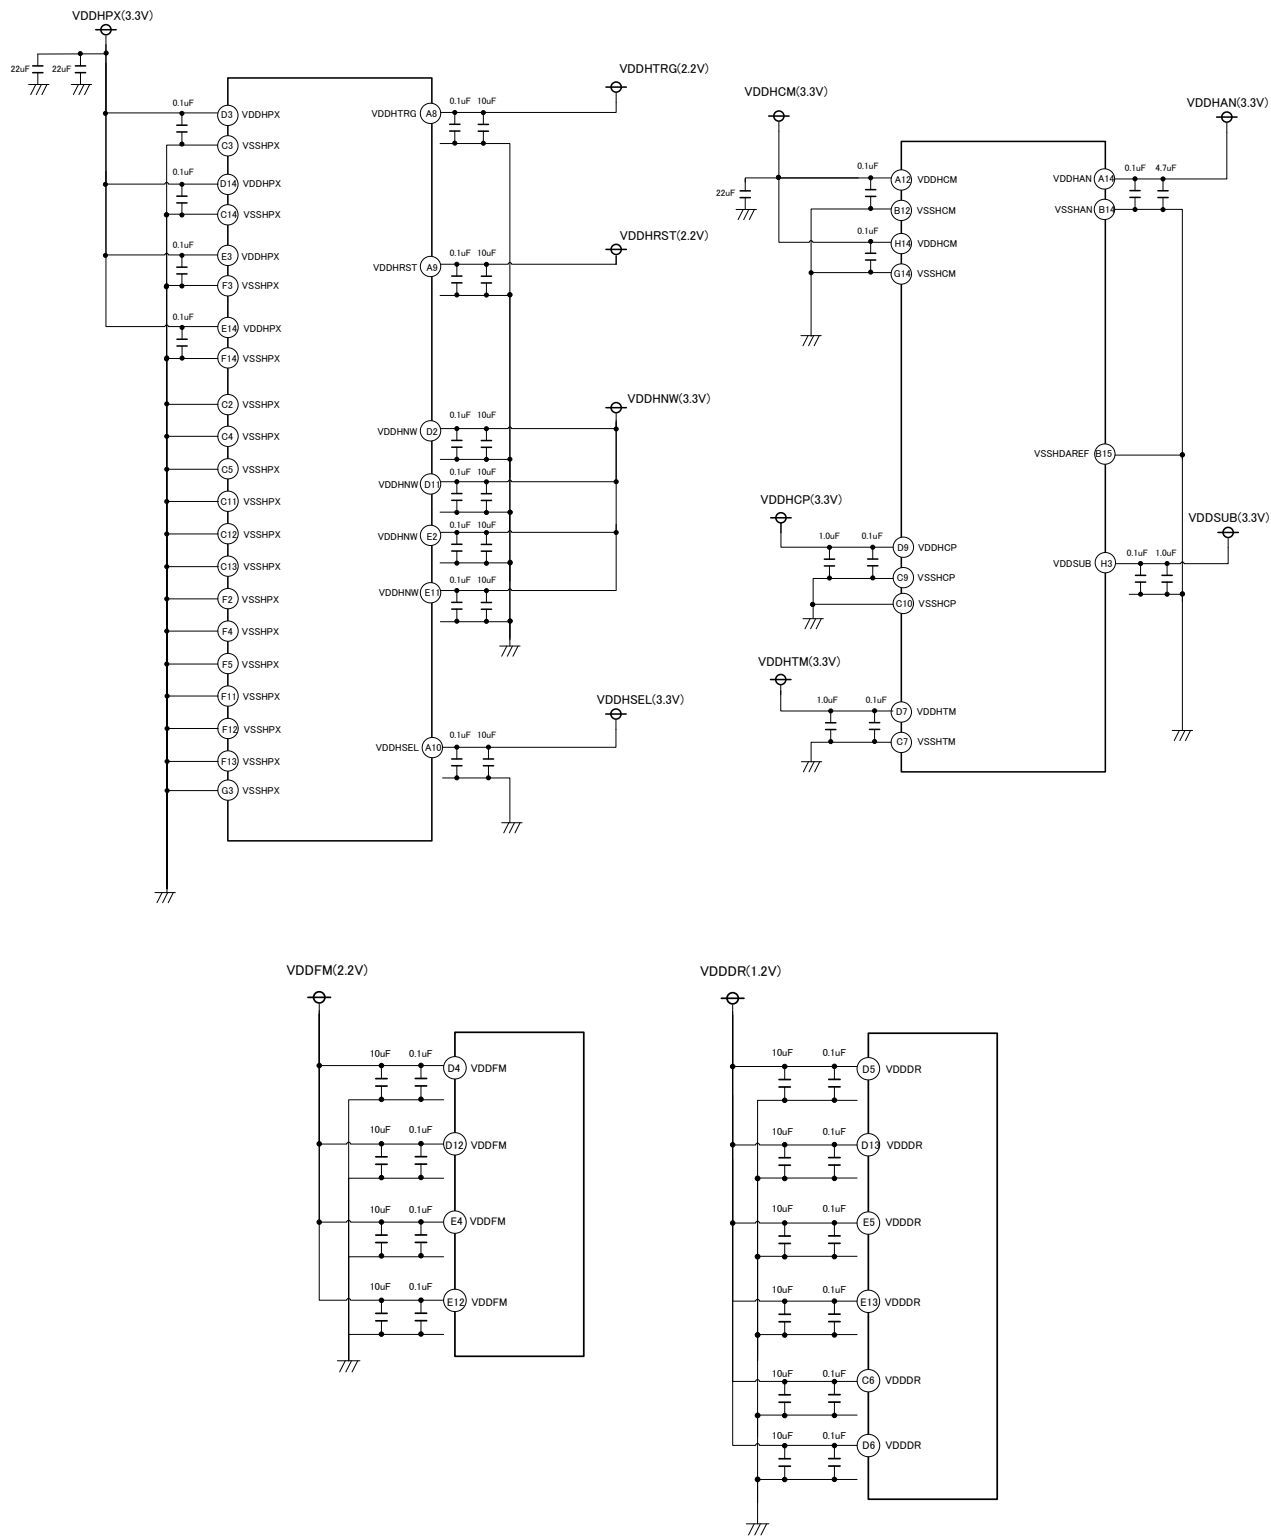 VDDHPX(3.3V)
22uF
22uF
0.1uF
D3 VDDHPX
C3 VSSHPX
0.1uF
D14 VDDHPX
C14 VSSHPX
0.1uF
E3 VDDHPX
F3 VSSHPX
0.1uF
E14 VDDHPX
F14 VSSHPX
C2 VSSHPX
C4 VSSHPX
C5 VSSHPX
C11 VSSHPX
C12 VSSHPX
C13 VSSHPX
F2 VSSHPX
F4 VSSHPX
F5 VSSHPX
F11 VSSHPX
F12 VSSHPX
F13 VSSHPX
G3 VSSHPX
VDDHTRG(2.2V)
VDDHTRG A8
0.1uF 10uF
VDDHRST(2.2V)
VDDHRST A9
0.1uF 10uF
VDDHNW(3.3V)
VDDHNW D2
0.1uF 10uF
VDDHNW D11
0.1uF 10uF
VDDHNW E2
0.1uF 10uF
VDDHNW E11
0.1uF 10uF
VDDHSEL(3.3V)
VDDHSEL A10
0.1uF 10uF
VDDHCM(3.3V)
22uF
0.1uF
A12 VDDHCM
B12 VSSHCM
0.1uF
H14 VDDHCM
G14 VSSHCM
VDDHCP(3.3V)
1.0uF 0.1uF
D9 VDDHCP
C9 VSSHCP
C10 VSSHCP
VDDHTM(3.3V)
1.0uF 0.1uF
D7 VDDHTM
C7 VSSHTM
VDDHAN(3.3V)
VDDHAN A14
0.1uF 4.7uF
VSSHAN B14
VSSHDAREF B15
VDDSUB(3.3V)
VDDSUB H3
0.1uF 1.0uF
VDDFM(2.2V)
10uF 0.1uF
D4 VDDFM
10uF 0.1uF
D12 VDDFM
10uF 0.1uF
E4 VDDFM
10uF 0.1uF
E12 VDDFM
VDDDR(1.2V)
10uF 0.1uF
D5 VDDDR
10uF 0.1uF
D13 VDDDR
10uF 0.1uF
E5 VDDDR
10uF 0.1uF
E13 VDDDR
10uF 0.1uF
C6 VDDDR
10uF 0.1uF
D6 VDDDR